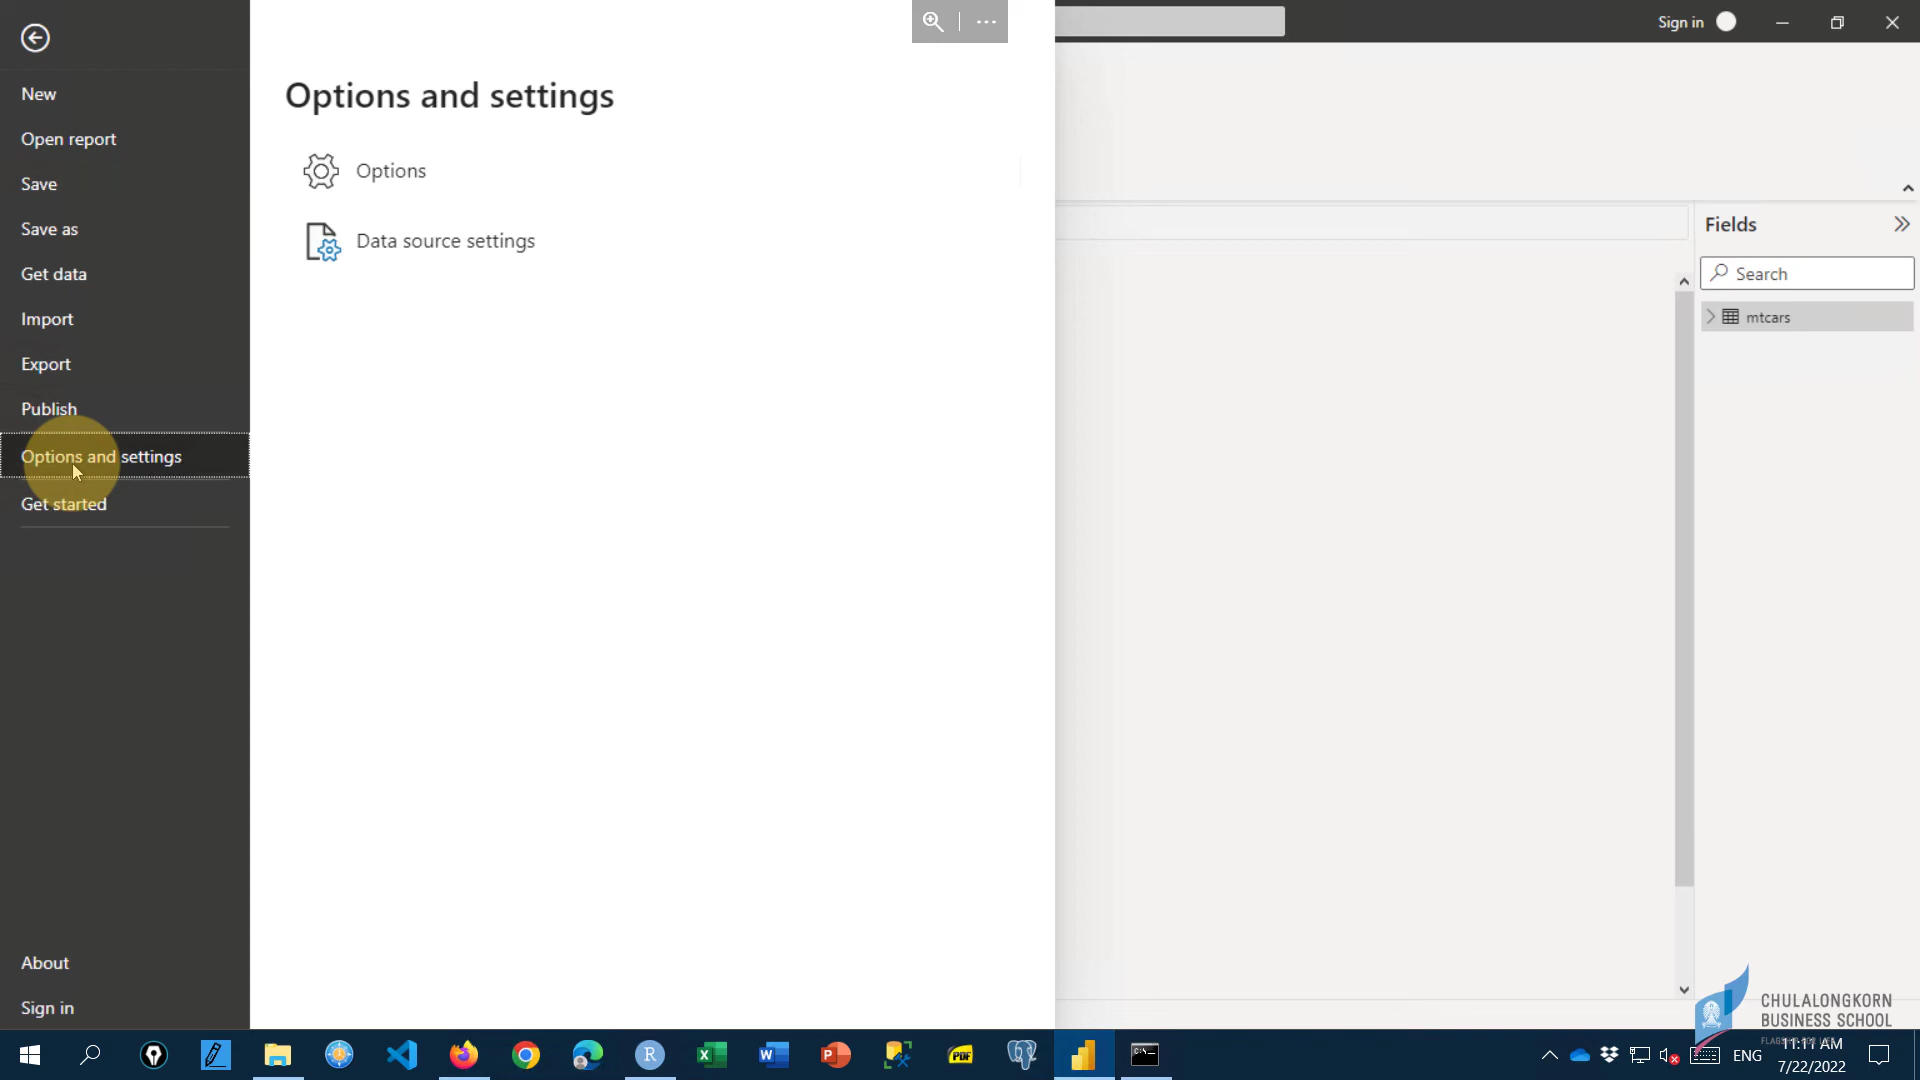 Sign in
New
Open report
Save
Save as
Get data
Import
Export
Publish
Options and settings
Get started
About
Sign in
Options and settings
Options
Data source settings
Fields
Search
mtcars
CHULALONGKORN
BUSINESS SCHOOL
R
X
W
P
PDF
C:\
ENG
11:11 AM
7/22/2022